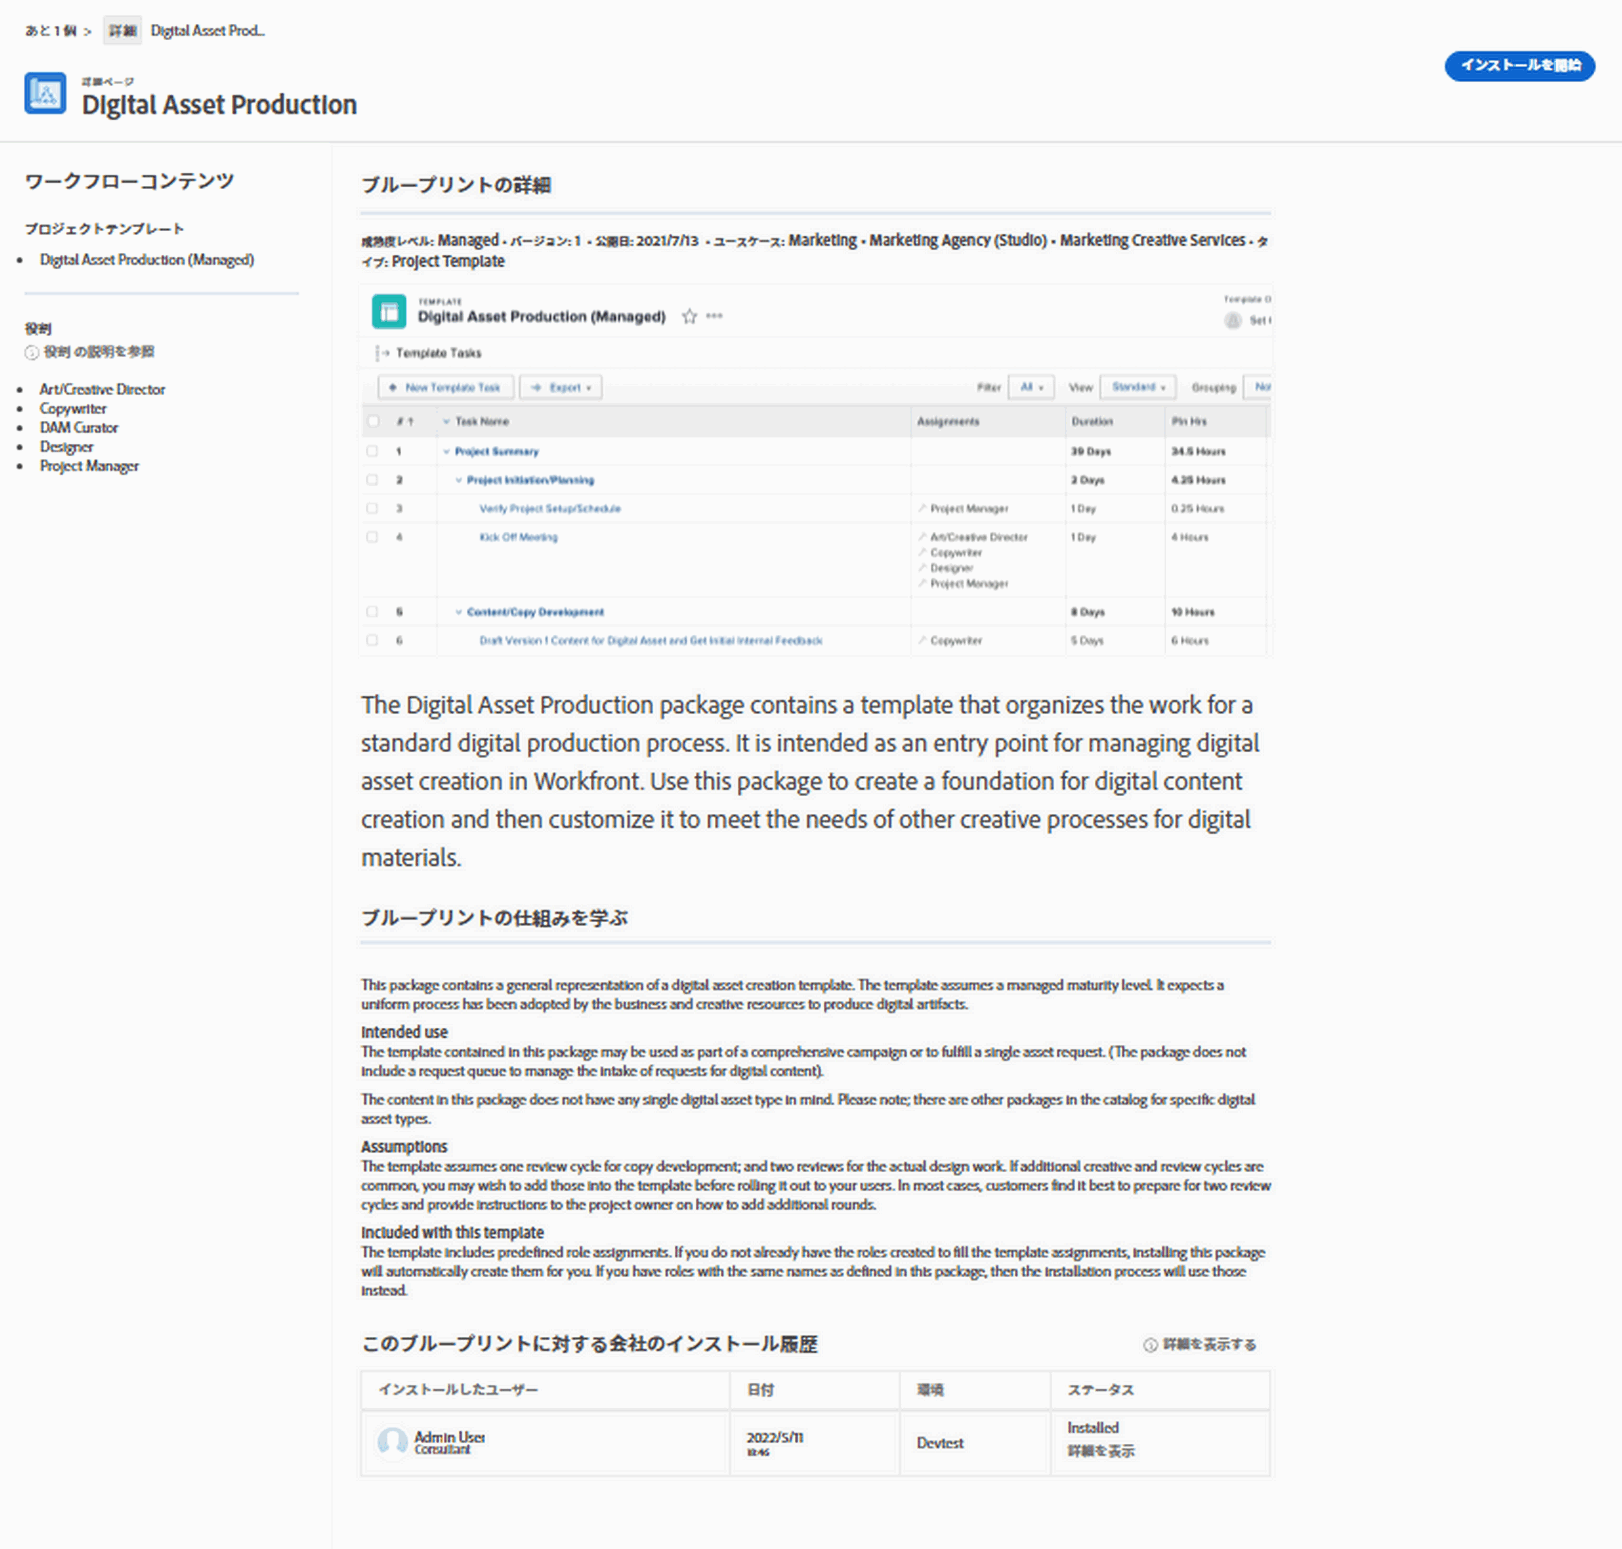 あと 1 個 > 詳細 Digital Asset Prod...
詳細ページ
Digital Asset Production
インストールを開始
ワークフローコンテンツ
プロジェクトテンプレート
• Digital Asset Production (Managed)
役割
役割 の説明を参照
• Art/Creative Director
• Copywriter
• DAM Curator
• Designer
• Project Manager
ブループリントの詳細
成熟度レベル: Managed • バージョン: 1 • 公開日: 2021/7/13 • ユースケース: Marketing • Marketing Agency (Studio) • Marketing Creative Services • タ
イプ: Project Template
TEMPLATE
Digital Asset Production (Managed)
Template O
Set
Template Tasks
New Template Task Export Filter All View Standard Grouping Not
# ↑ Task Name Assignments Duration Pln Hrs
1 Project Summary 39 Days 34.5 Hours
2 Project Initiation/Planning 2 Days 4.25 Hours
3 Verify Project Setup/Schedule Project Manager 1 Day 0.25 Hours
4 Kick Off Meeting Art/Creative Director 1 Day 4 Hours
Copywriter
Designer
Project Manager
5 Content/Copy Development 8 Days 10 Hours
6 Draft Version 1 Content for Digital Asset and Get Initial Internal Feedback Copywriter 5 Days 6 Hours
The Digital Asset Production package contains a template that organizes the work for a
standard digital production process. It is intended as an entry point for managing digital
asset creation in Workfront. Use this package to create a foundation for digital content
creation and then customize it to meet the needs of other creative processes for digital
materials.
ブループリントの仕組みを学ぶ
This package contains a general representation of a digital asset creation template. The template assumes a managed maturity level. It expects a
uniform process has been adopted by the business and creative resources to produce digital artifacts.
Intended use
The template contained in this package may be used as part of a comprehensive campaign or to fulfill a single asset request. (The package does not
include a request queue to manage the intake of requests for digital content).
The content in this package does not have any single digital asset type in mind. Please note; there are other packages in the catalog for specific digital
asset types.
Assumptions
The template assumes one review cycle for copy development; and two reviews for the actual design work. If additional creative and review cycles are
common, you may wish to add those into the template before rolling it out to your users. In most cases, customers find it best to prepare for two review
cycles and provide instructions to the project owner on how to add additional rounds.
Included with this template
The template includes predefined role assignments. If you do not already have the roles created to fill the template assignments, installing this package
will automatically create them for you. If you have roles with the same names as defined in this package, then the installation process will use those
instead.
このブループリントに対する会社のインストール履歴
詳細を表示する
インストールしたユーザー 日付 環境 ステータス
Admin User 2022/5/11 Devtest Installed
Consultant 詳細を表示